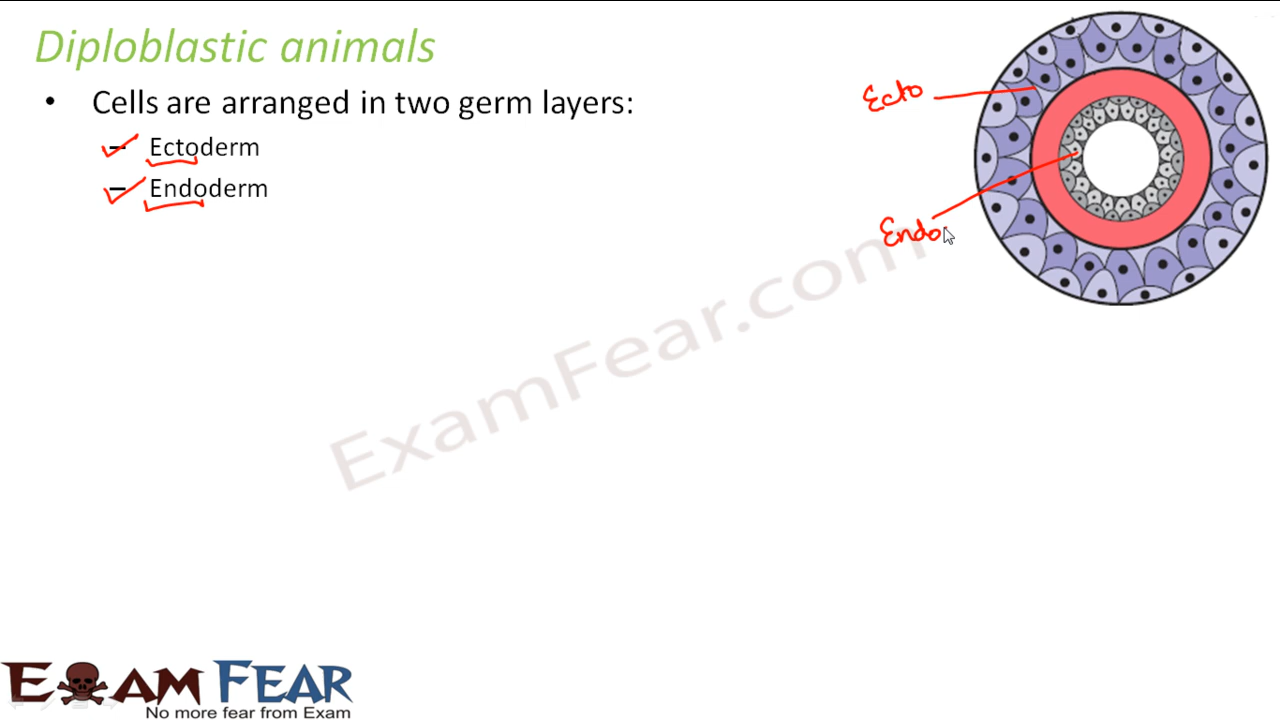 Diploblastic animals
• Cells are arranged in two germ layers:
– Ectoderm
– Endoderm
Ecto
Endo
ExamFear.com
EXAM FEAR
No more fear from Exam